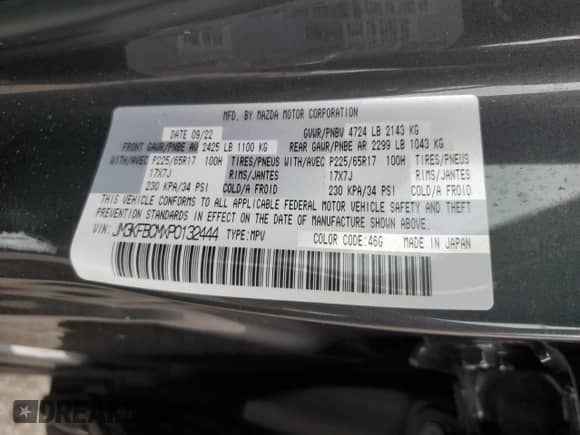 MFD. BY MAZDA MOTOR CORPORATION
DATE 09/22 GVWR/PNBV 4724 LB 2143 KG
FRONT GAWR/PNBE AV 2425 LB 1100 KG REAR GAWR/PNBE AR 2299 LB 1043 KG
WITH/AVEC P225/65R17 100H TIRES/PNEUS WITH/AVEC P225/65R17 100H TIRES/PNEUS
17X7J RIMS/JANTES 17X7J RIMS/JANTES
230 KPA/34 PSI COLD/A FROID 230 KPA/34 PSI COLD/A FROID
THIS VEHICLE CONFORMS TO ALL APPLICABLE FEDERAL MOTOR VEHICLE SAFETY AND THEFT
PREVENTION STANDARDS IN EFFECT ON THE DATE OF MANUFACTURE SHOWN ABOVE.
VIN: JM3KFBCMXP0132444 TYPE: MPV COLOR CODE: 46G MADE IN JAPAN